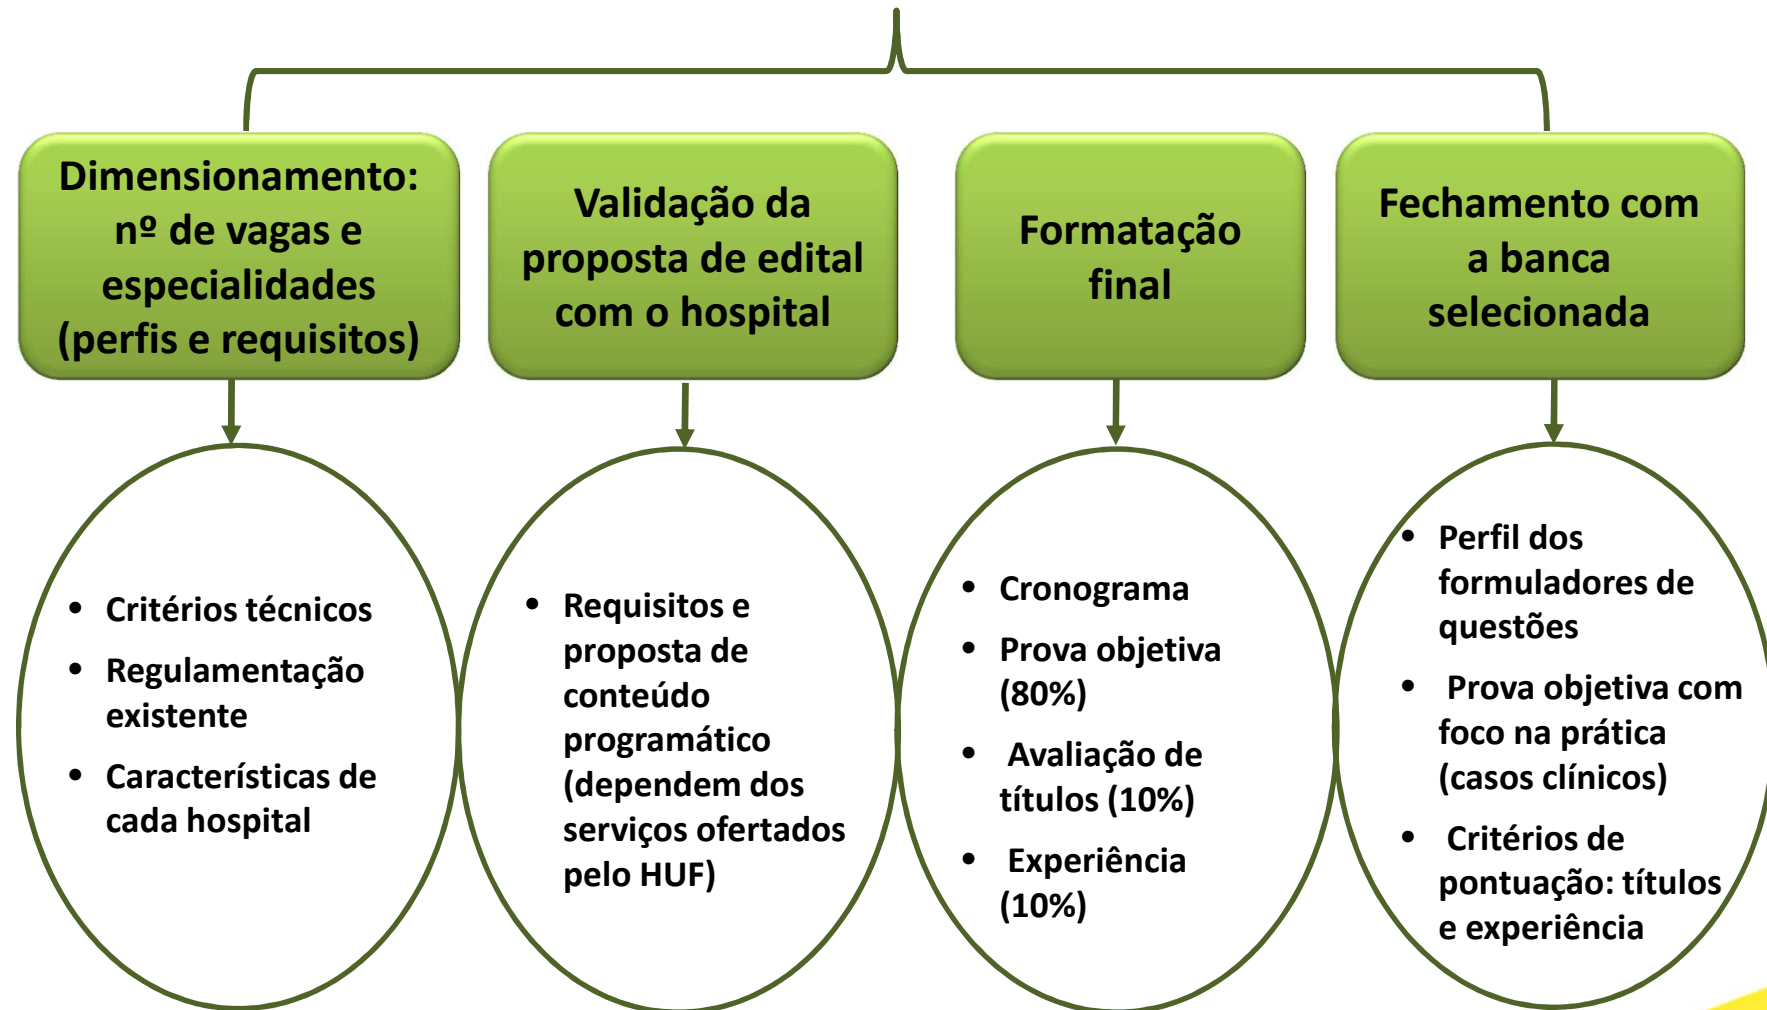 Dimensionamento:
nº de vagas e
especialidades
(perfis e requisitos)
Validação da
proposta de edital
com o hospital
Formatação
final
Fechamento com
a banca
selecionada
• Critérios técnicos
• Regulamentação
existente
• Características de
cada hospital
• Requisitos e
proposta de
conteúdo
programático
(dependem dos
serviços ofertados
pelo HUF)
• Cronograma
• Prova objetiva
(80%)
• Avaliação de
títulos (10%)
• Experiência
(10%)
• Perfil dos
formuladores de
questões
• Prova objetiva com
foco na prática
(casos clínicos)
• Critérios de
pontuação: títulos
e experiência